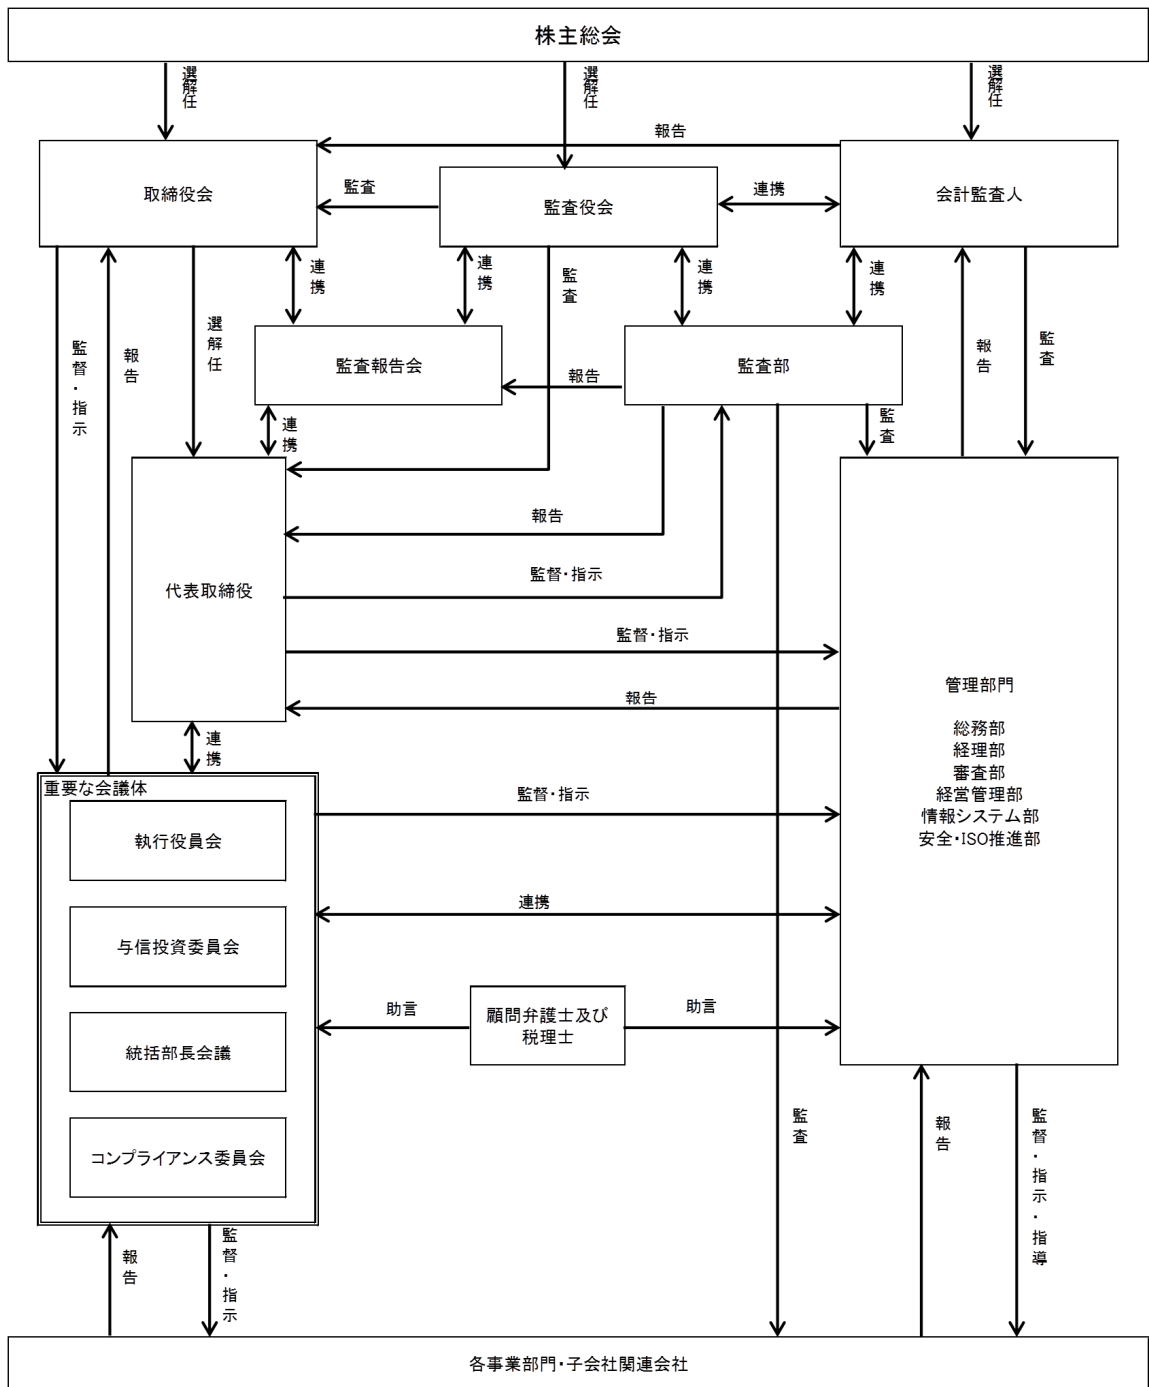 株主総会
選解任
選解任
選解任
報告
取締役会
監査
監査役会
連携
会計監査人
連携
連携
監査
連携
連携
監督・指示
報告
選解任
監査報告会
報告
監査部
報告
監査
連携
監査
報告
代表取締役
監督・指示
監督・指示
報告
管理部門
総務部
経理部
審査部
経営管理部
情報システム部
安全・ISO推進部
連携
重要な会議体
監督・指示
執行役員会
連携
与信投資委員会
助言
顧問弁護士及び
税理士
助言
統括部長会議
監査
報告
監督・指示・指導
コンプライアンス委員会
報告
監督・指示
各事業部門・子会社関連会社